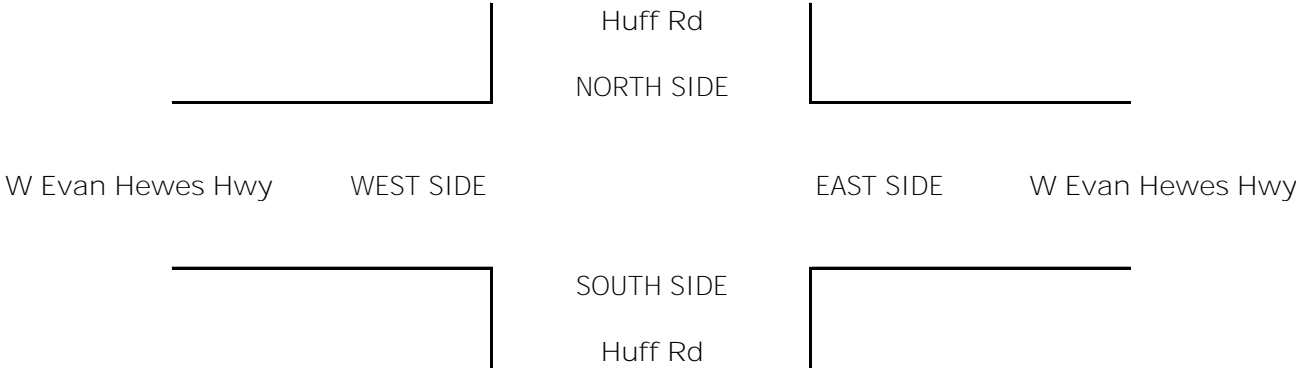 Huff Rd
NORTH SIDE
W Evan Hewes Hwy WEST SIDE EAST SIDE W Evan Hewes Hwy
SOUTH SIDE
Huff Rd